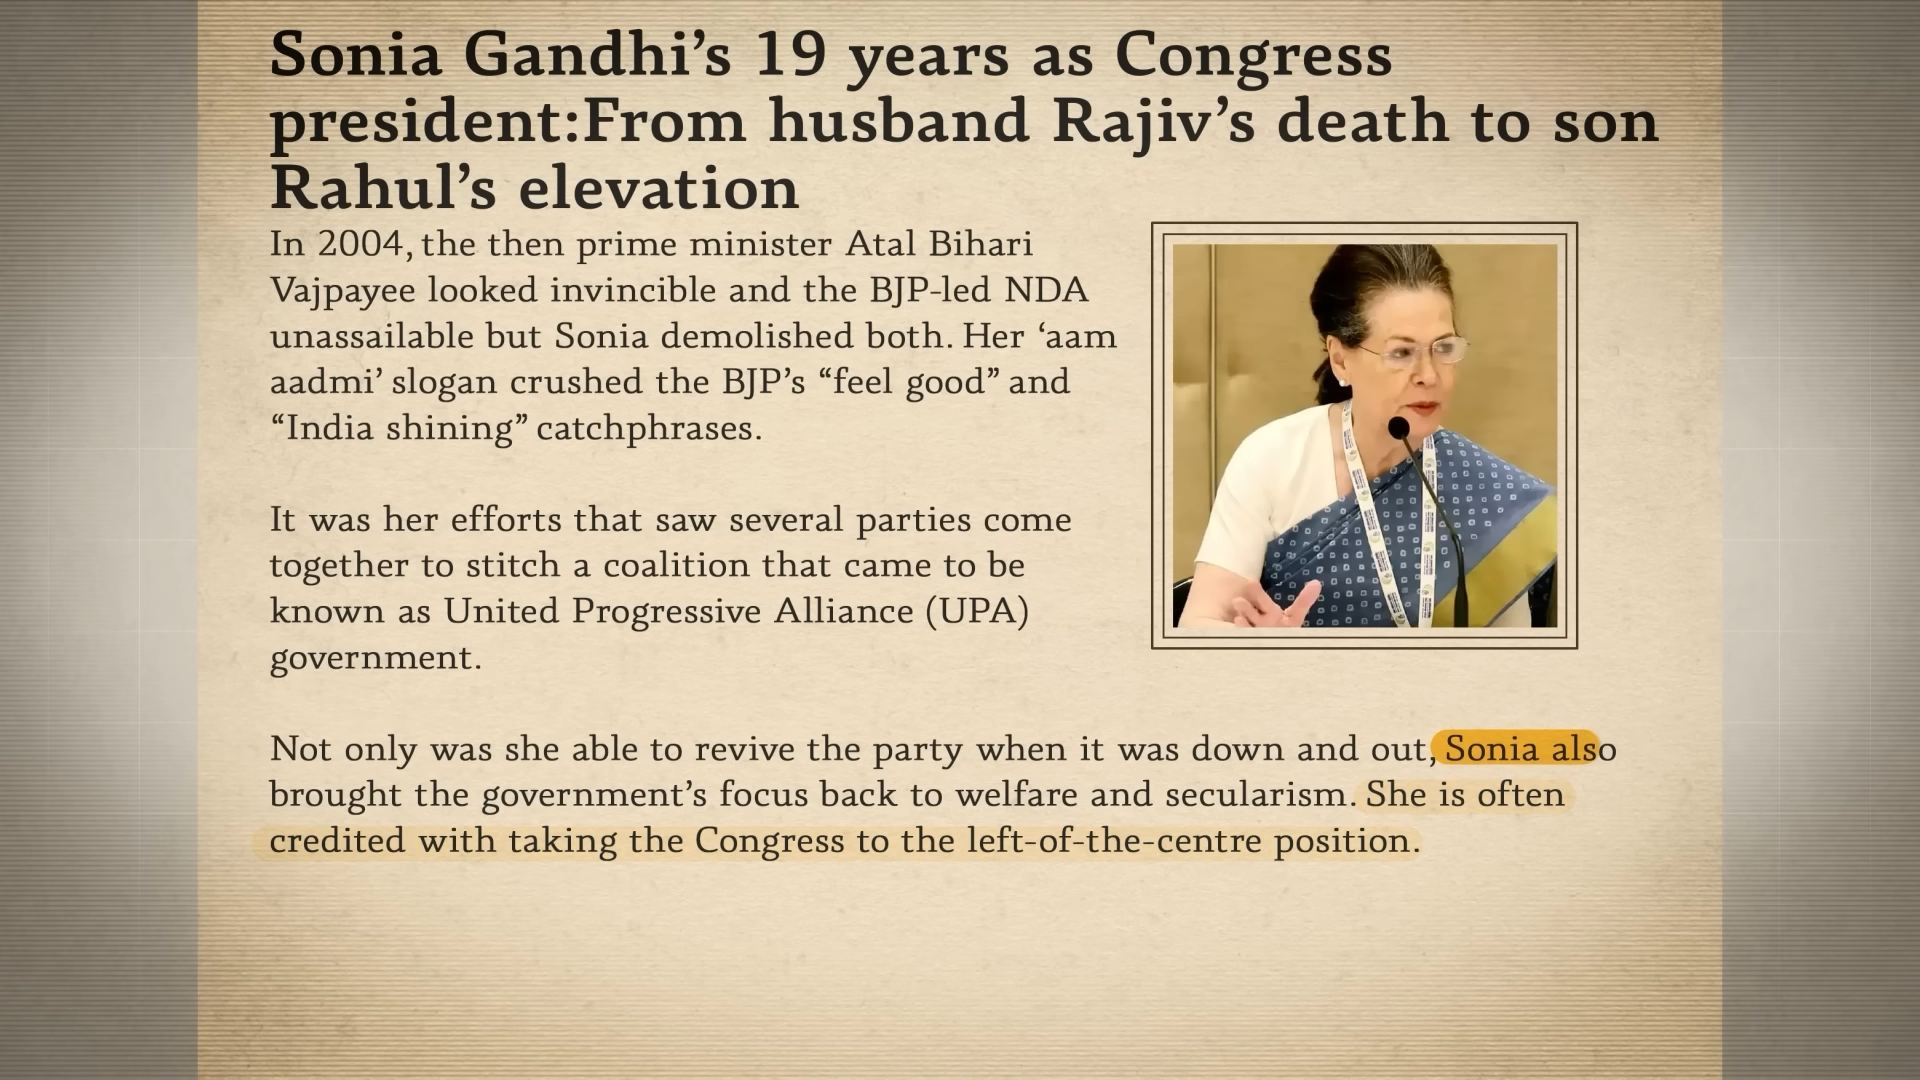 Sonia Gandhi’s 19 years as Congress
president:From husband Rajiv’s death to son
Rahul’s elevation
In 2004, the then prime minister Atal Bihari
Vajpayee looked invincible and the BJP-led NDA
unassailable but Sonia demolished both. Her ‘aam
aadmi’ slogan crushed the BJP’s “feel good” and
“India shining” catchphrases.
It was her efforts that saw several parties come
together to stitch a coalition that came to be
known as United Progressive Alliance (UPA)
government.
Not only was she able to revive the party when it was down and out, Sonia also
brought the government’s focus back to welfare and secularism. She is often
credited with taking the Congress to the left-of-the-centre position.